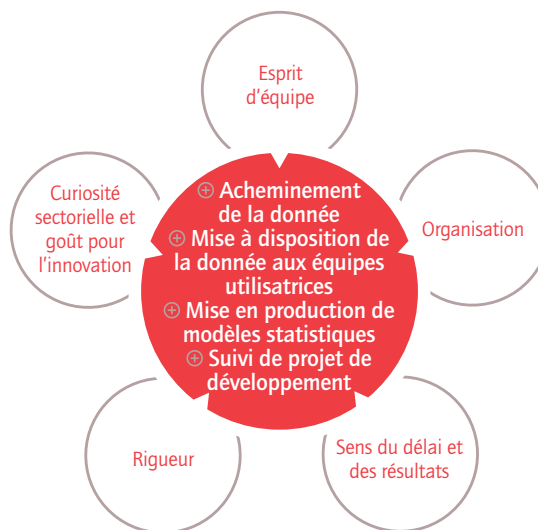 Esprit
d'équipe
Curiosité
sectorielle et
goût pour
l'innovation
⊕ Acheminement
de la donnée
⊕ Mise à disposition de
la donnée aux équipes
utilisatrices
⊕ Mise en production de
modèles statistiques
⊕ Suivi de projet de
développement
Organisation
Rigueur
Sens du délai et
des résultats